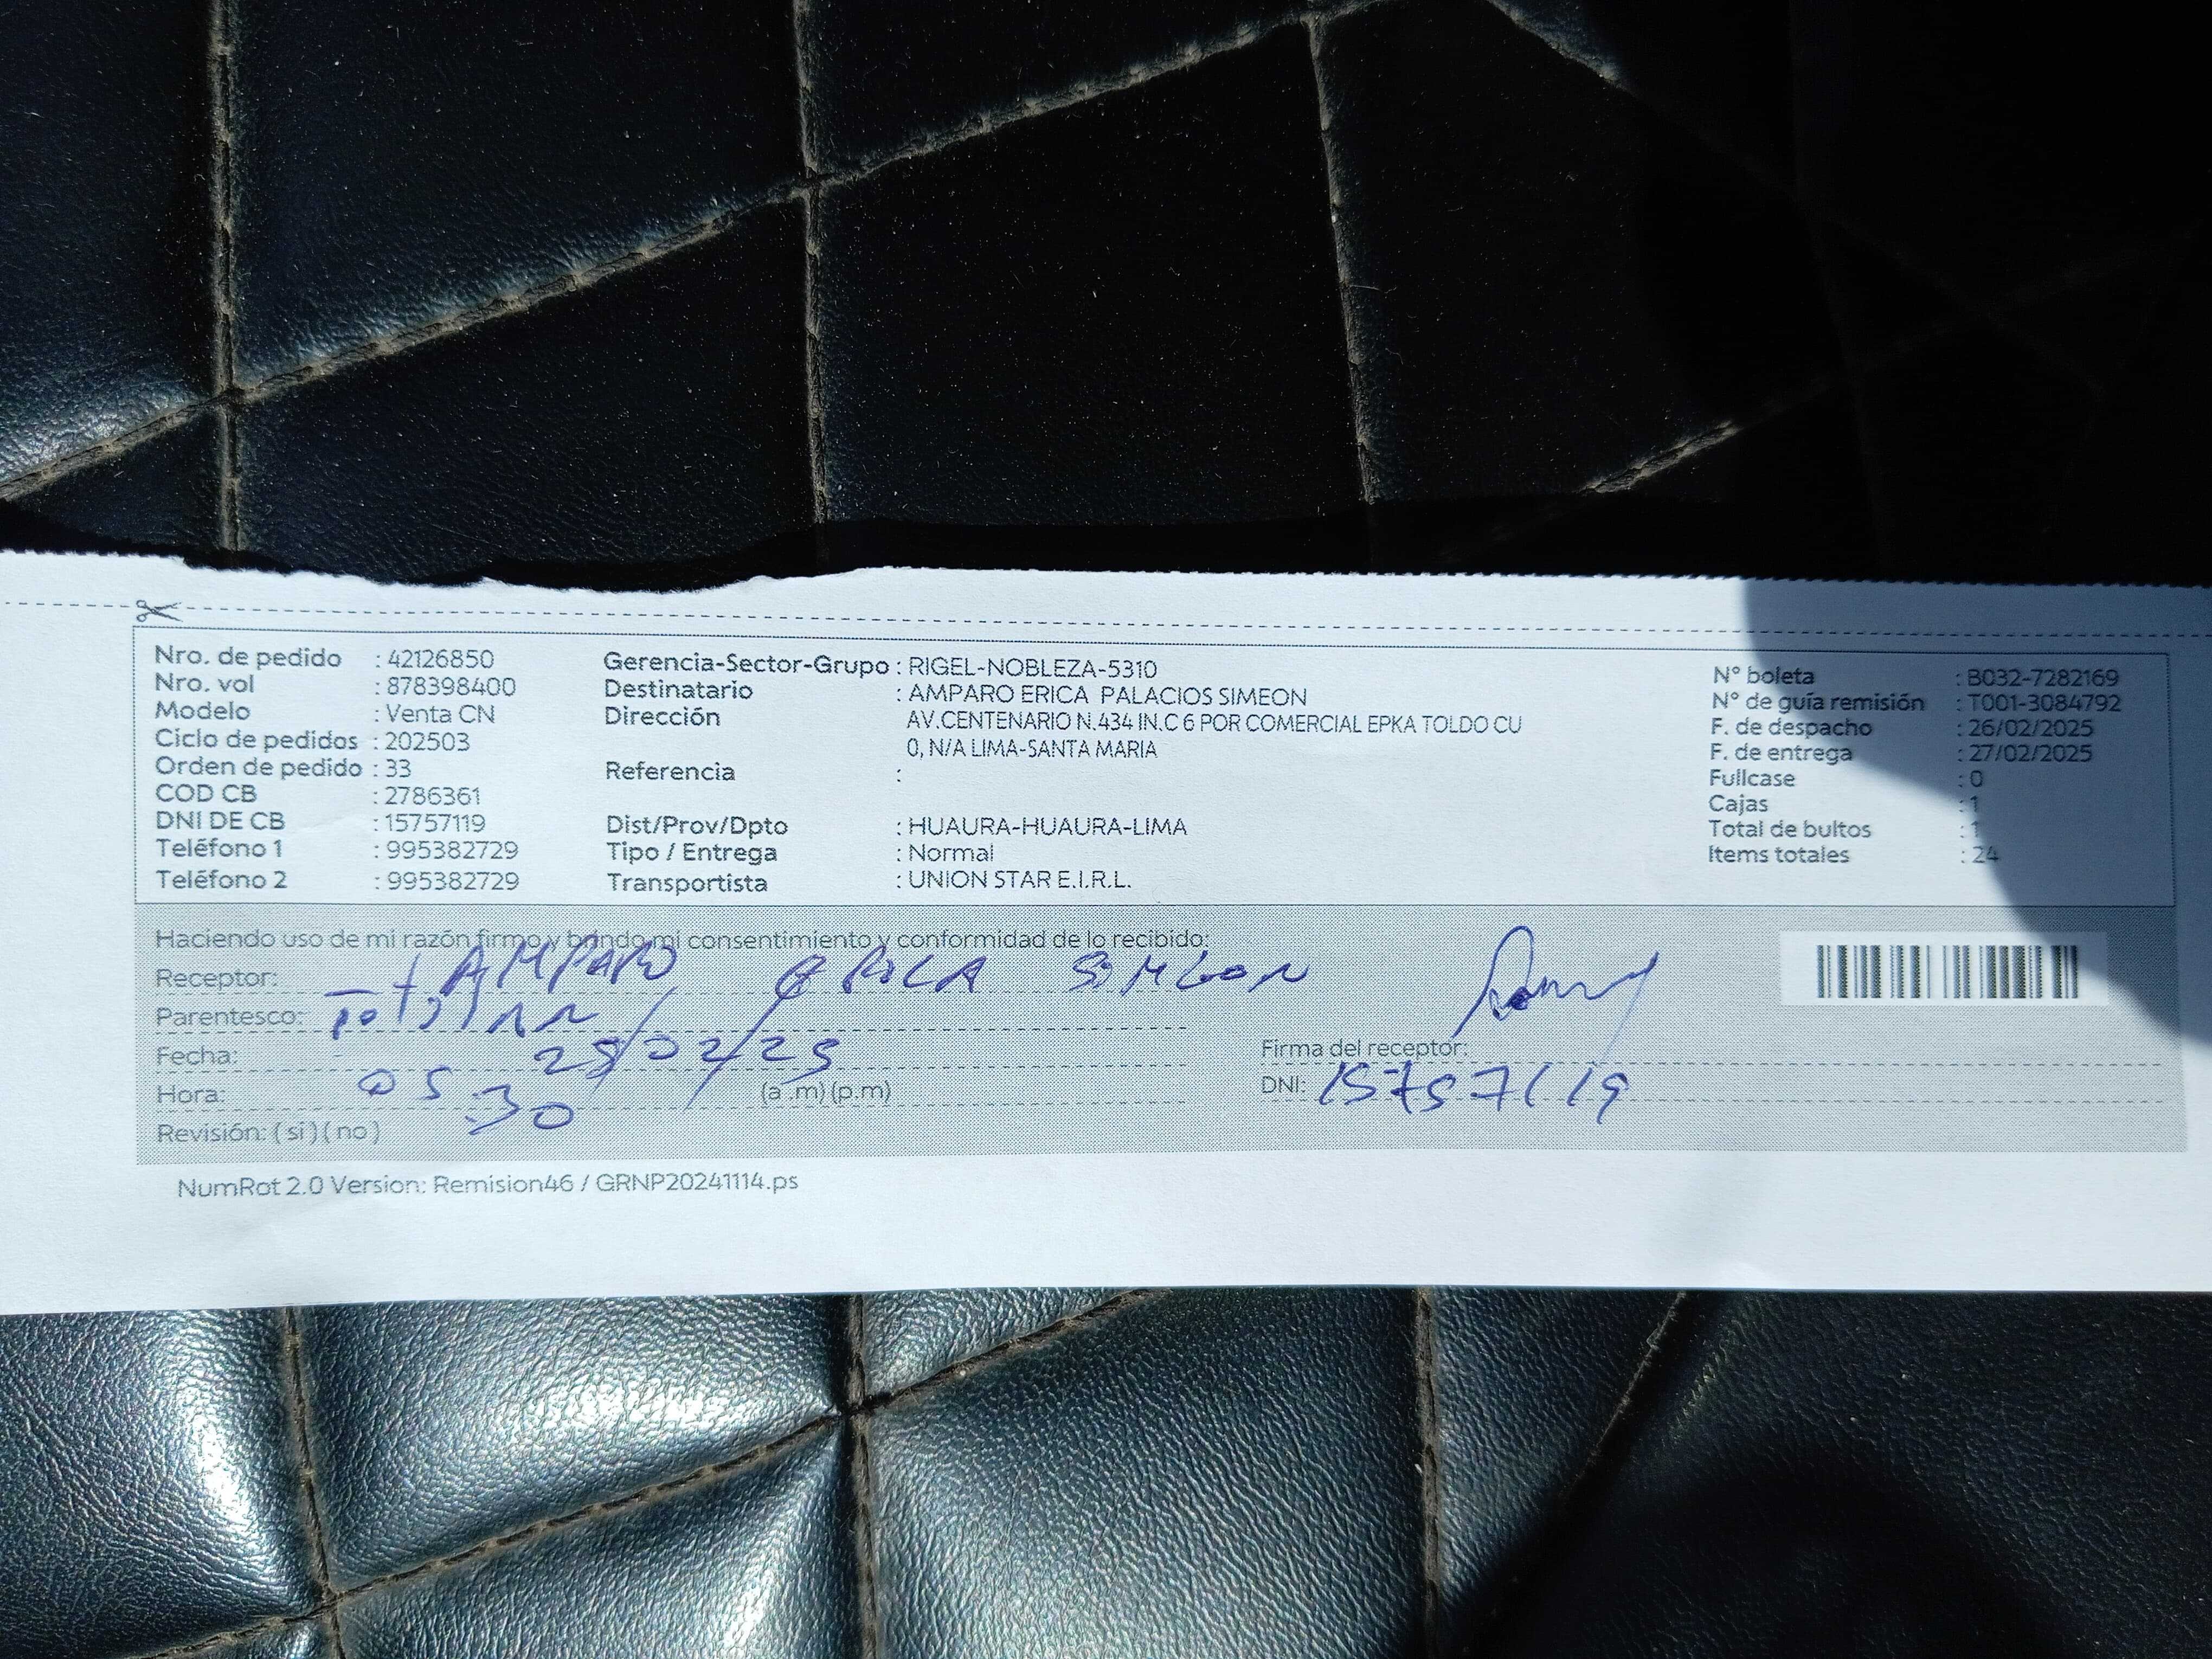 Nro. de pedido : 42126850
Nro. vol : 878398400
Modelo : Venta CN
Ciclo de pedidos : 202503
Orden de pedido : 33
COD CB : 2786361
DNI DE CB : 15757119
Teléfono 1 : 995382729
Teléfono 2 : 995382729
Gerencia-Sector-Grupo : RIGEL-NOBLEZA-5310
Destinatario : AMPARO ERICA PALACIOS SIMEON
Dirección AV.CENTENARIO N.434 IN.C 6 POR COMERCIAL EPKA TOLDO CU
0, N/A LIMA-SANTA MARIA
Referencia :
Dist/Prov/Dpto : HUAURA-HUAURA-LIMA
Tipo / Entrega : Normal
Transportista : UNION STAR E.I.R.L.
N° boleta : B032-7282169
N° de guía remisión : T001-3084792
F. de despacho : 26/02/2025
F. de entrega : 27/02/2025
Fullcase : 0
Cajas : 1
Total de bultos : 1
Items totales : 24
Haciendo uso de mi razón firmo y brindo mi consentimiento y conformidad de lo recibido:
Receptor: AMPARO ERICA SIMEON
Parentesco:
Fecha: /02/25
Hora: 05:30 (a .m) (p.m)
Revisión: ( si ) ( no )
Firma del receptor:
DNI: 15757119
NumRot 2.0 Version: Remision46 / GRNP20241114.ps